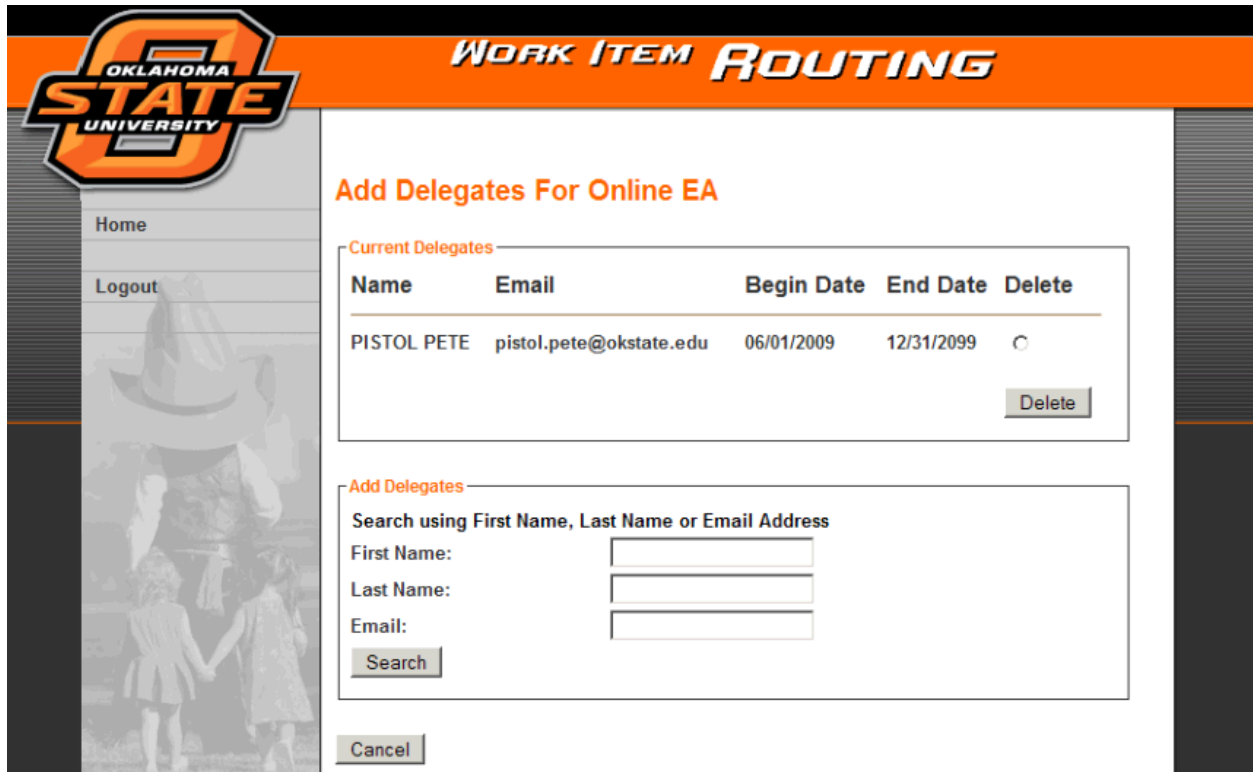 WORK ITEM ROUTING
OKLAHOMA
STATE
UNIVERSITY
Home
Logout
Add Delegates For Online EA
Current Delegates
Name Email Begin Date End Date Delete
PISTOL PETE pistol.pete@okstate.edu 06/01/2009 12/31/2099
Delete
Add Delegates
Search using First Name, Last Name or Email Address
First Name:
Last Name:
Email:
Search
Cancel